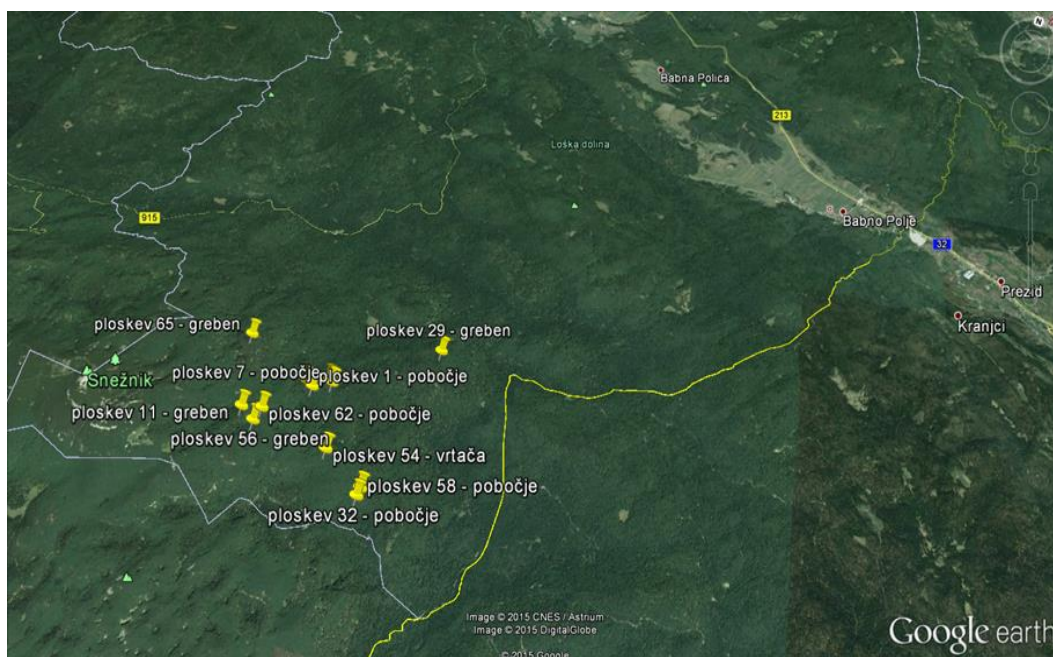 N
Babna Polica
213
Loška dolina
915
Babno Polje
32
Prezid
Kranjci
ploskev 65 - greben
ploskev 29 - greben
Snežnik
ploskev 7 - pobočje
ploskev 1 - pobočje
ploskev 11 - greben
ploskev 62 - pobočje
ploskev 56 - greben
ploskev 54 - vrtača
ploskev 58 - pobočje
ploskev 32 - pobočje
Image © 2015 CNES / Astrium
Image © 2015 DigitalGlobe
© 2015 Google
Google earth